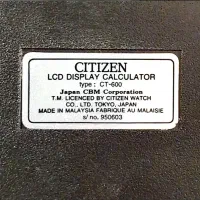 CITIZEN
LCD DISPLAY CALCULATOR
type : CT-600
Japan CBM Corporation
T.M. LICENCED BY CITIZEN WATCH
CO., LTD. TOKYO, JAPAN
MADE IN MALAYSIA FABRIQUE AU MALAISIE
s/no. 950603